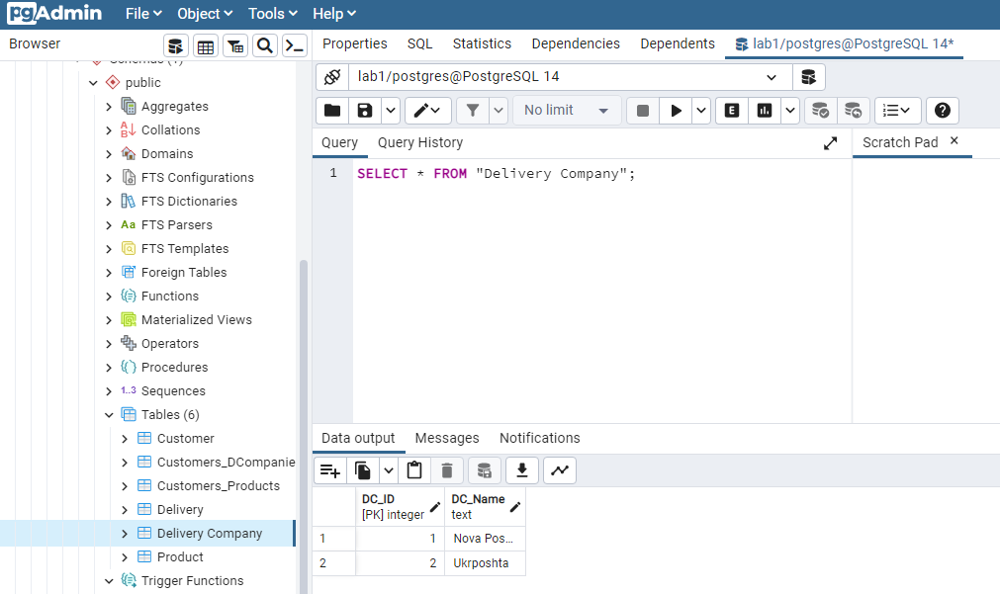 pgAdmin File Object Tools Help
Browser
Properties SQL Statistics Dependencies Dependents lab1/postgres@PostgreSQL 14*
lab1/postgres@PostgreSQL 14
No limit
E
Query Query History
Scratch Pad
1 SELECT * FROM "Delivery Company";
public
Aggregates
Collations
Domains
FTS Configurations
FTS Dictionaries
Aa FTS Parsers
FTS Templates
Foreign Tables
Functions
Materialized Views
Operators
Procedures
1..3 Sequences
Tables (6)
Customer
Customers_DCompanie
Customers_Products
Delivery
Delivery Company
Product
Trigger Functions
Data output Messages Notifications
DC_ID DC_Name
[PK] integer text
1 1 Nova Pos...
2 2 Ukrposhta